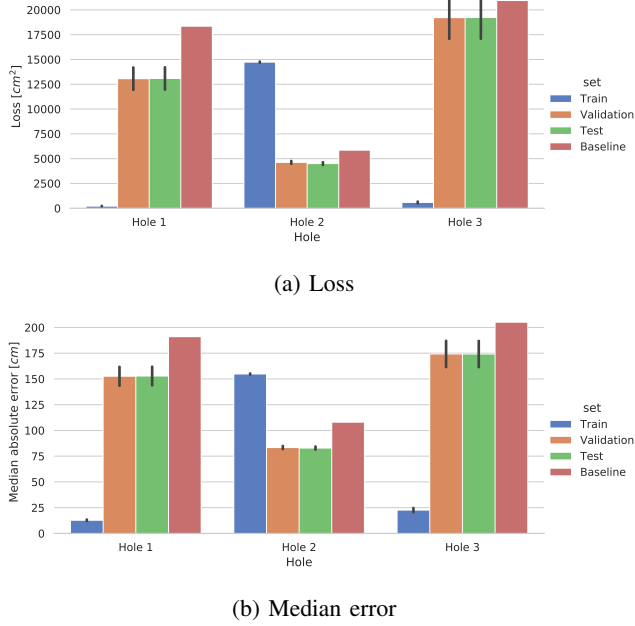 20000
17500
15000
12500
10000
7500
5000
2500
0
Loss [cm²]
Hole 1
Hole 2
Hole 3
Hole
set
Train
Validation
Test
Baseline
(a) Loss
200
175
150
125
100
75
50
25
0
Median absolute error [cm]
Hole 1
Hole 2
Hole 3
Hole
set
Train
Validation
Test
Baseline
(b) Median error